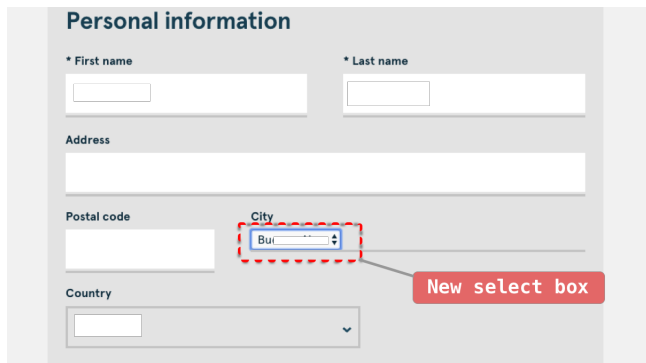 Personal information
* First name
* Last name
Address
Postal code
City
New select box
Country